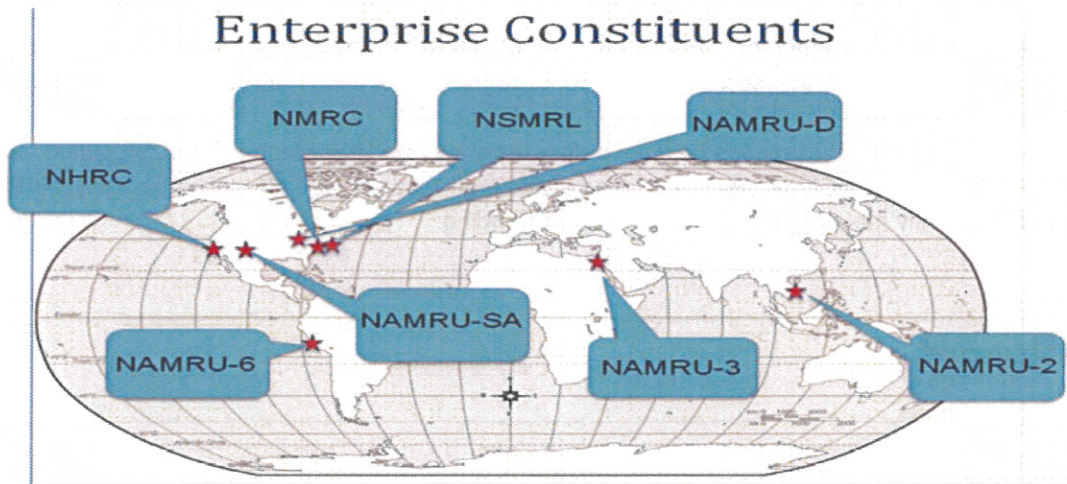 Enterprise Constituents
NMRC
NSMRL
NAMRU-D
NHRC
NAMRU-SA
NAMRU-6
NAMRU-3
NAMRU-2